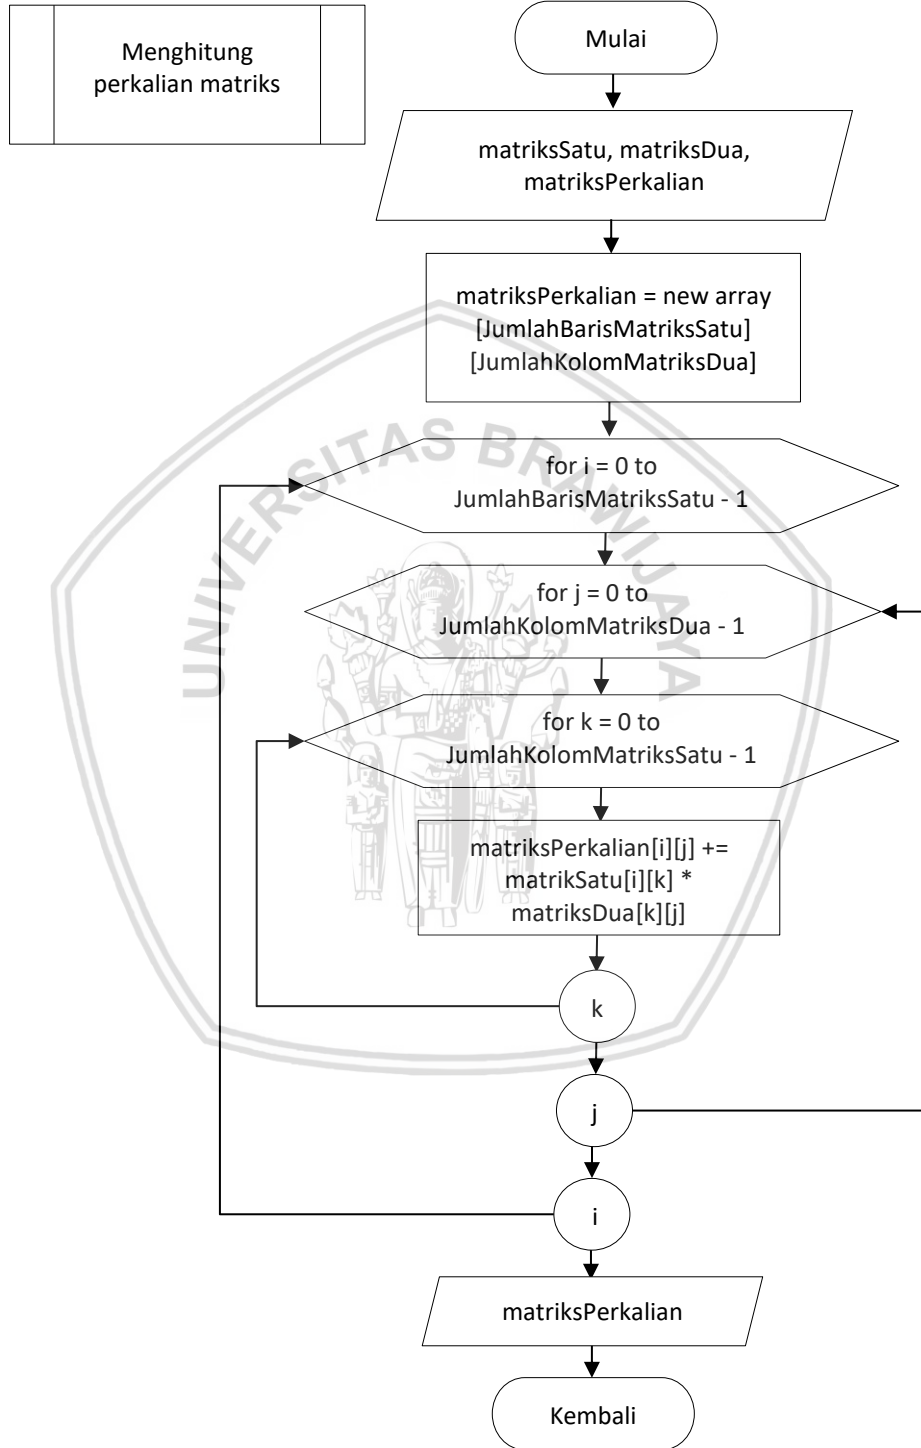 Menghitung
perkalian matriks
Mulai
matriksSatu, matriksDua,
matriksPerkalian
matriksPerkalian = new array
[JumlahBarisMatriksSatu]
[JumlahKolomMatriksDua]
UNIVERSITAS BRAWIJAYA
for i = 0 to
JumlahBarisMatriksSatu - 1
for j = 0 to
JumlahKolomMatriksDua - 1
for k = 0 to
JumlahKolomMatriksSatu - 1
matriksPerkalian[i][j] +=
matrikSatu[i][k] *
matriksDua[k][j]
k
j
i
matriksPerkalian
Kembali